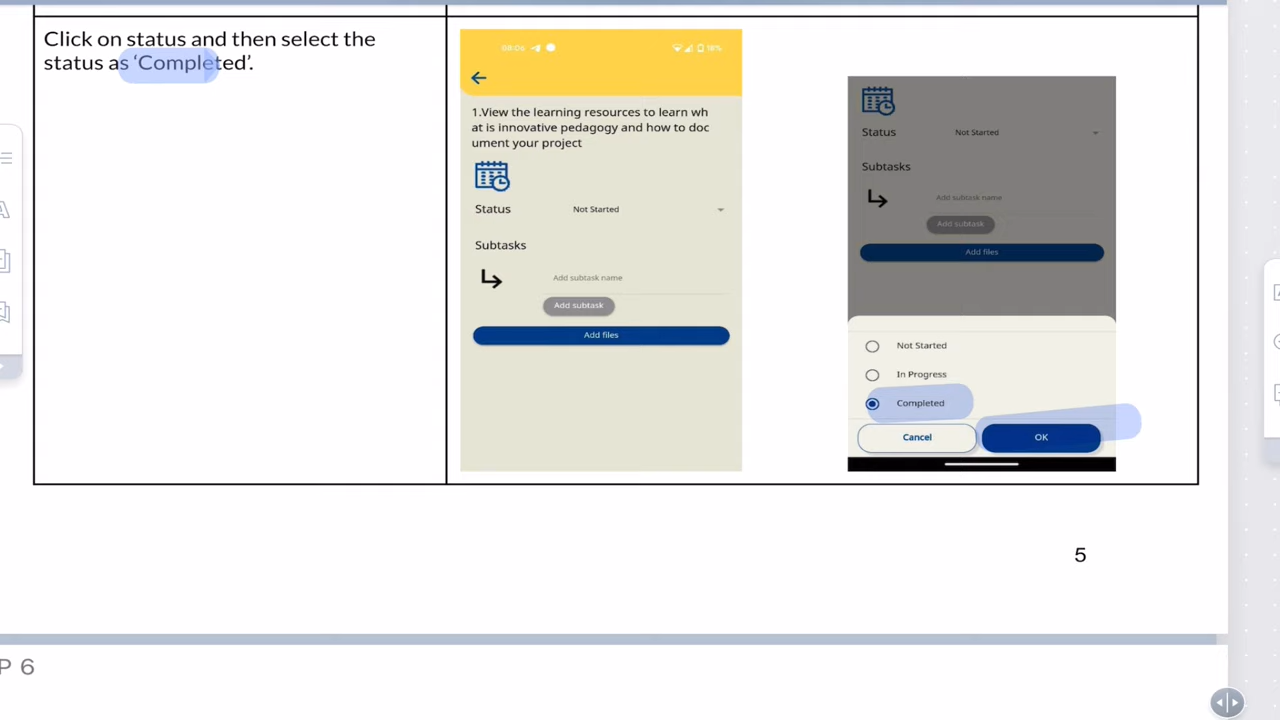 Click on status and then select the
status as ‘Completed’.
08:06
18%
1.View the learning resources to learn wh
at is innovative pedagogy and how to doc
ument your project
Status Not Started
Subtasks
Add subtask name
Add subtask
Add files
Status Not Started
Subtasks
Add subtask name
Add subtask
Add files
Not Started
In Progress
Completed
Cancel OK
5
P 6